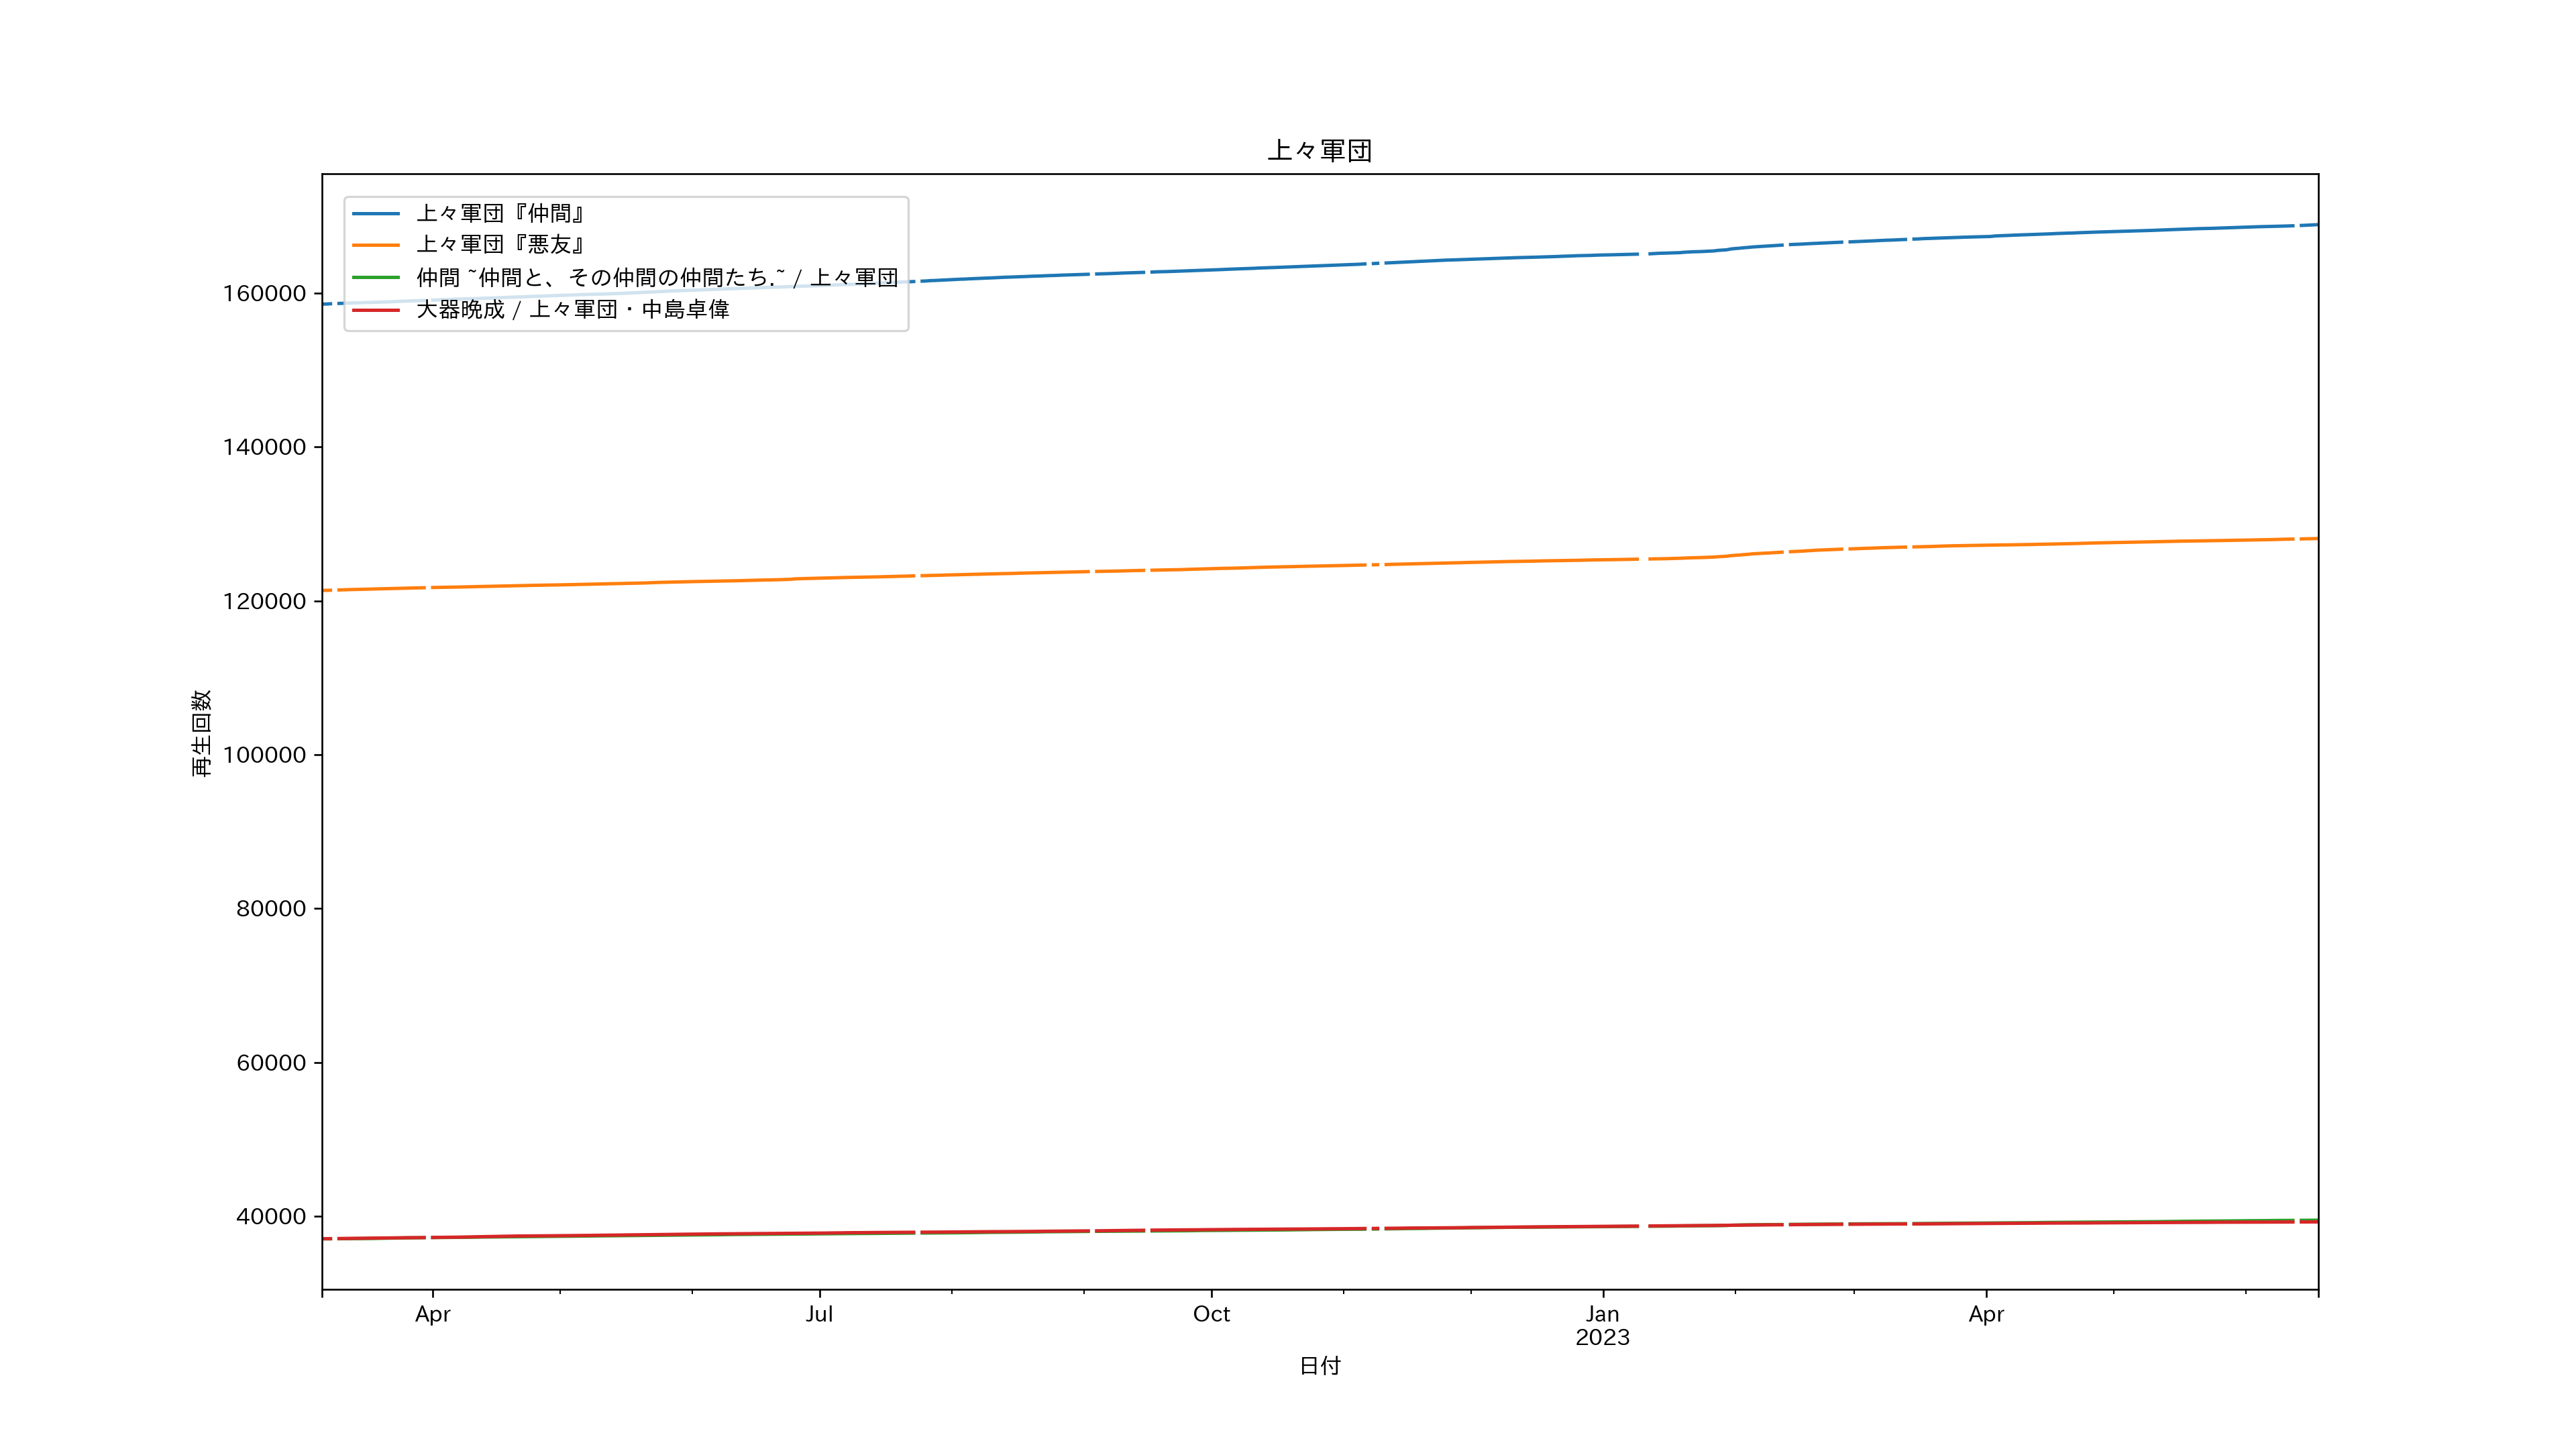 上々軍団
上々軍団『仲間』
上々軍団『悪友』
仲間 ~仲間と、その仲間の仲間たち.~ / 上々軍団
大器晩成 / 上々軍団・中島卓偉
160000
140000
120000
100000
80000
60000
40000
再生回数
Apr
Jul
Oct
Jan
2023
Apr
日付